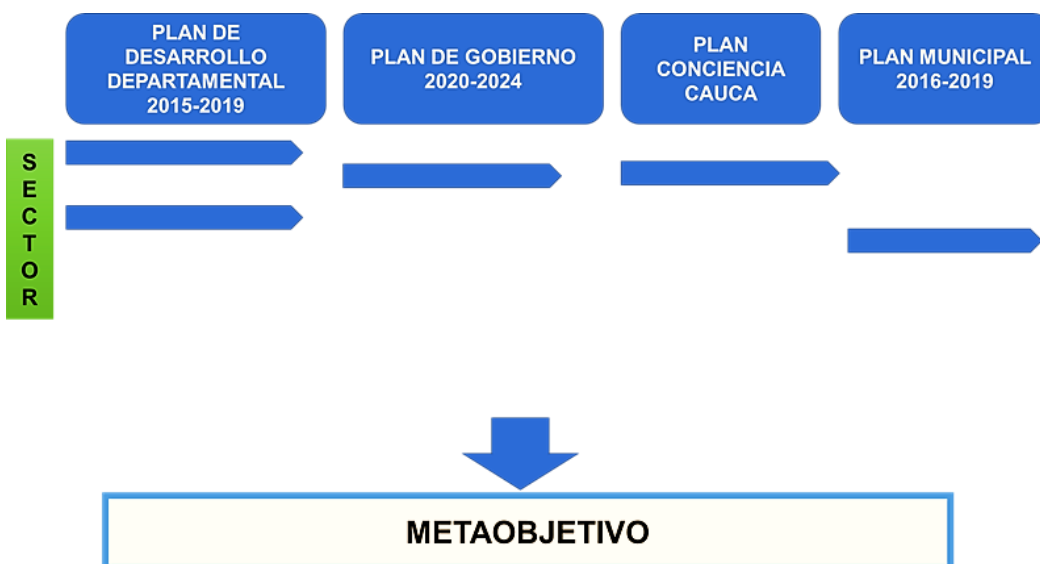 PLAN DE
DESARROLLO
DEPARTAMENTAL
2015-2019
PLAN DE GOBIERNO
2020-2024
PLAN
CONCIENCIA
CAUCA
PLAN MUNICIPAL
2016-2019
S
E
C
T
O
R
METAOBJETIVO